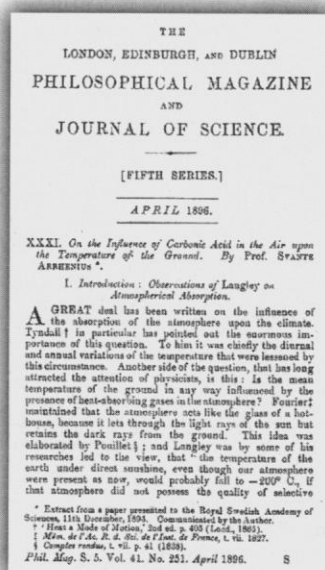 THE
LONDON, EDINBURGH, AND DUBLIN
PHILOSOPHICAL MAGAZINE
AND
JOURNAL OF SCIENCE.
[FIFTH SERIES.]
APRIL 1896.
XXXI. On the Influence of Carbonic Acid in the Air upon
the Temperature of the Ground. By Prof. SVANTE
ARRHENIUS *.
I. Introduction : Observations of Langley on
Atmospherical Absorption.
A GREAT deal has been written on the influence of
the absorption of the atmosphere upon the climate.
Tyndall † in particular has pointed out the enormous im-
portance of this question. To him it was chiefly the diurnal
and annual variations of the temperature that were lessened by
this circumstance. Another side of the question, that has long
attracted the attention of physicists, is this : Is the mean
temperature of the ground in any way influenced by the
presence of heat-absorbing gases in the atmosphere ? Fourier‡
maintained that the atmosphere acts like the glass of a hot-
house, because it lets through the light rays of the sun but
retains the dark rays from the ground. This idea was
elaborated by Pouillet § ; and Langley was by some of his
researches led to the view, that " the temperature of the
earth under direct sunshine, even though our atmosphere
were present as now, would probably fall to −200° C., if
that atmosphere did not possess the quality of selective
* Extract from a paper presented to the Royal Swedish Academy of
Sciences, 11th December, 1895. Communicated by the Author.
† ' Heat a Mode of Motion,' 2nd ed. p. 405 (Lond., 1865).
‡ Mém. de l'Ac. R. d. Sci. de l'Inst. de France, t. vii. 1827.
§ Comptes rendus, t. vii. p. 41 (1838).
Phil. Mag. S. 5. Vol. 41. No. 251. April 1896. S